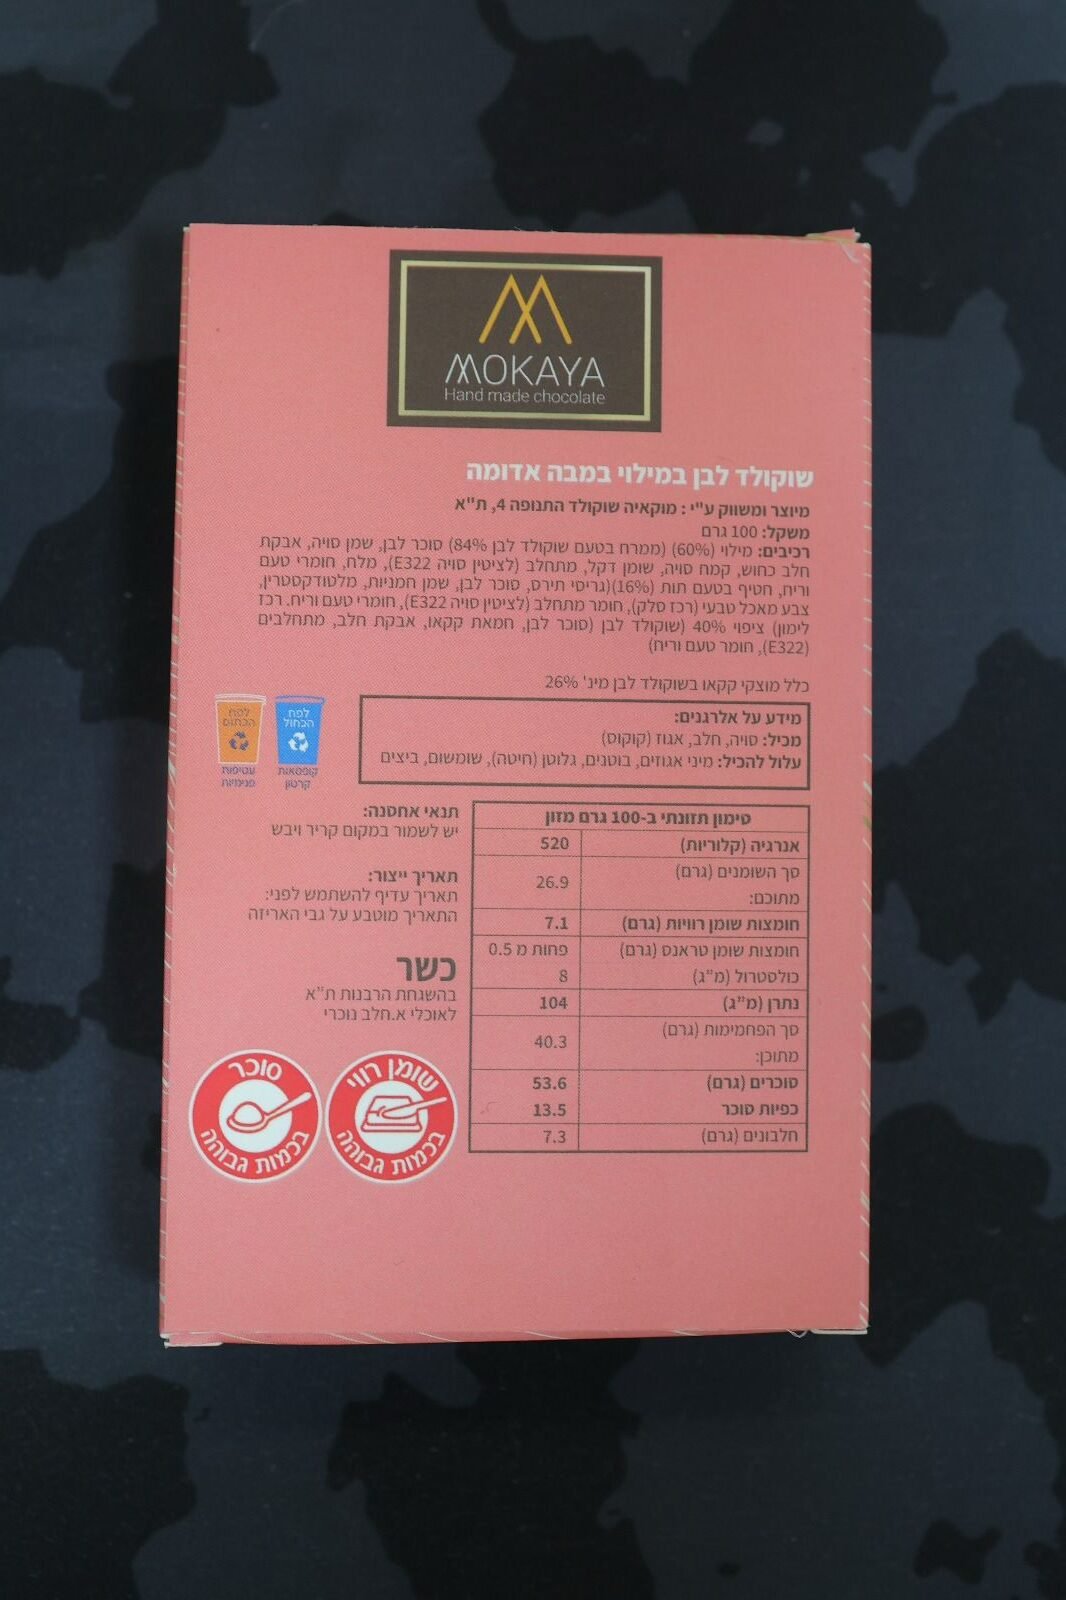 MOKAYA
Hand made chocolate
שוקולד לבן במילוי במבה אדומה
מיוצר ומשווק ע"י : מוקאיה שוקולד התנופה 4, ת"א
משקל: 100 גרם
רכיבים: מילוי (60%) (ממרח בטעם שוקולד לבן 84%) סוכר לבן, שמן סויה, אבקת
חלב כחוש, קמח סויה, שומן דקל, מתחלב (לציטין סויה E322), מלח, חומרי טעם
וריח, חטיף בטעם תות (16%)(גריסי תירס, סוכר לבן, שמן חמניות, מלטודקסטרין,
צבע מאכל טבעי (רכז סלק), חומר מתחלב (לציטין סויה E322), חומרי טעם וריח. רכז
לימון) ציפוי 40% (שוקולד לבן (סוכר לבן, חמאת קקאו, אבקת חלב, מתחלבים
(E322), חומר טעם וריח)
כלל מוצקי קקאו בשוקולד לבן מינ' 26%
מידע על אלרגנים:
מכיל: סויה, חלב, אגוז (קוקוס)
עלול להכיל: מיני אגוזים, בוטנים, גלוטן (חיטה), שומשום, ביצים
לפח
הכחול
קופסאות
קרטון
לפח
הכתום
עטיפות
פנימיות
סימון תזונתי ב-100 גרם מזון
אנרגיה (קלוריות) 520
סך השומנים (גרם) 26.9
מתוכם:
חומצות שומן רוויות (גרם) 7.1
חומצות שומן טראנס (גרם) פחות מ 0.5
כולסטרול (מ"ג) 8
נתרן (מ"ג) 104
סך הפחמימות (גרם) 40.3
מתוכן:
סוכרים (גרם) 53.6
כפיות סוכר 13.5
חלבונים (גרם) 7.3
תנאי אחסנה:
יש לשמור במקום קריר ויבש
תאריך ייצור:
תאריך עדיף להשתמש לפני:
התאריך מוטבע על גבי האריזה
כשר
בהשגחת הרבנות ת"א
לאוכלי א.חלב נוכרי
שומן רווי
בכמות גבוהה
סוכר
בכמות גבוהה